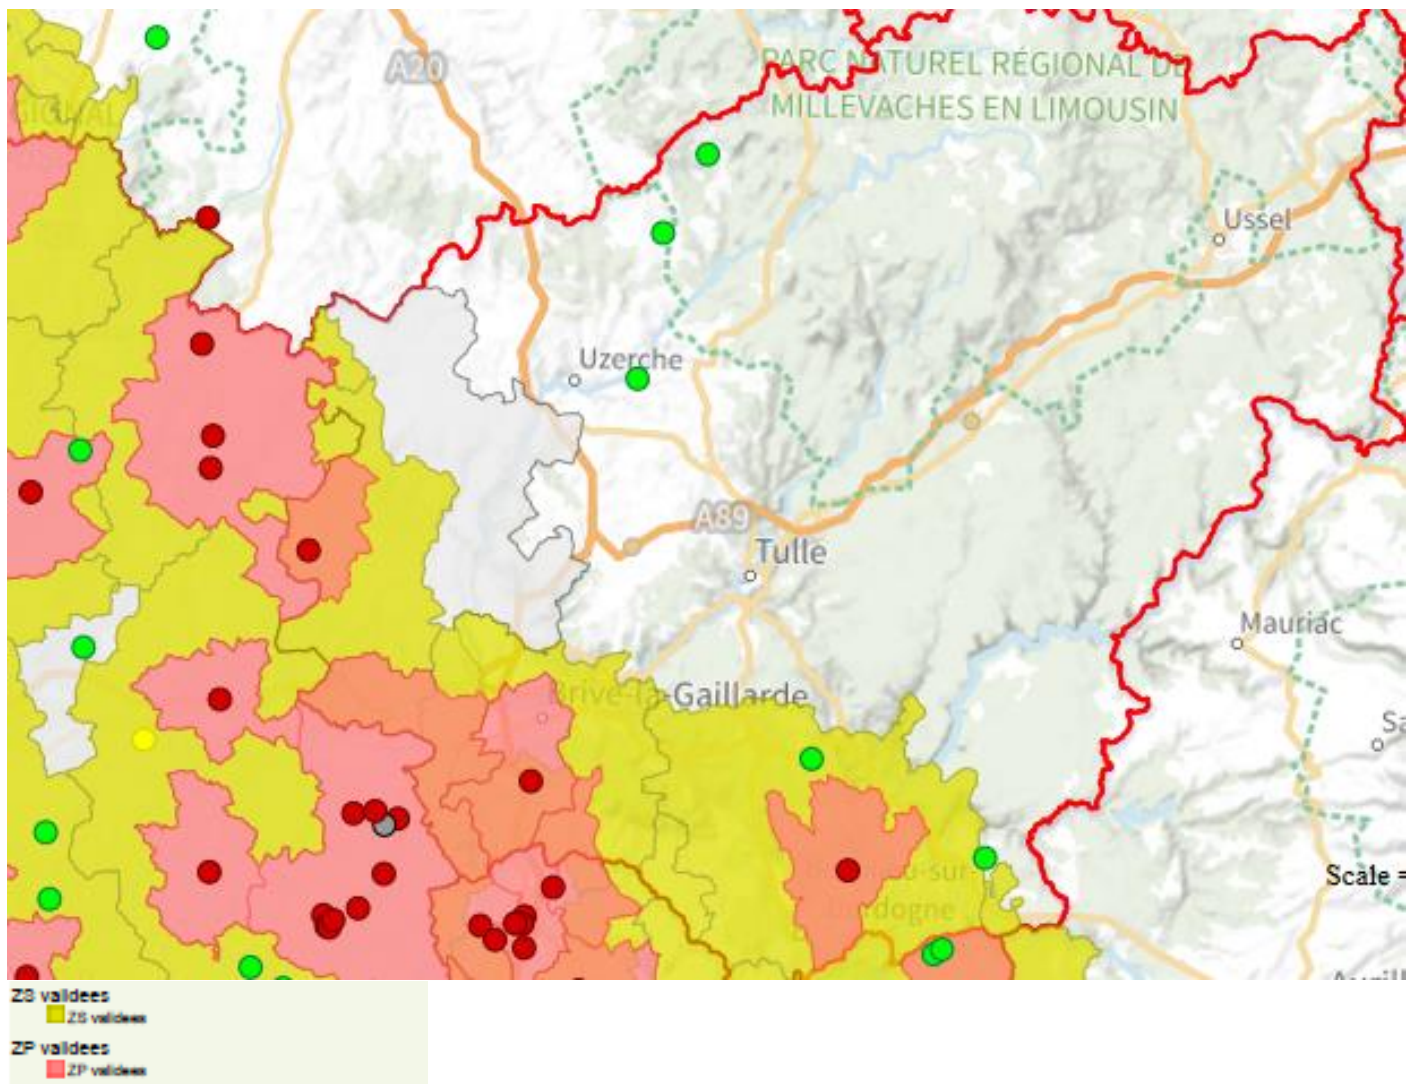 A20
PARC NATUREL RÉGIONAL DE
MILLEVACHES EN LIMOUSIN
Ussel
Uzerche
A89
Tulle
Mauriac
Brive-la-Gaillarde
Sa
Scale =
ZS validees
ZS validees
ZP validees
ZP validees